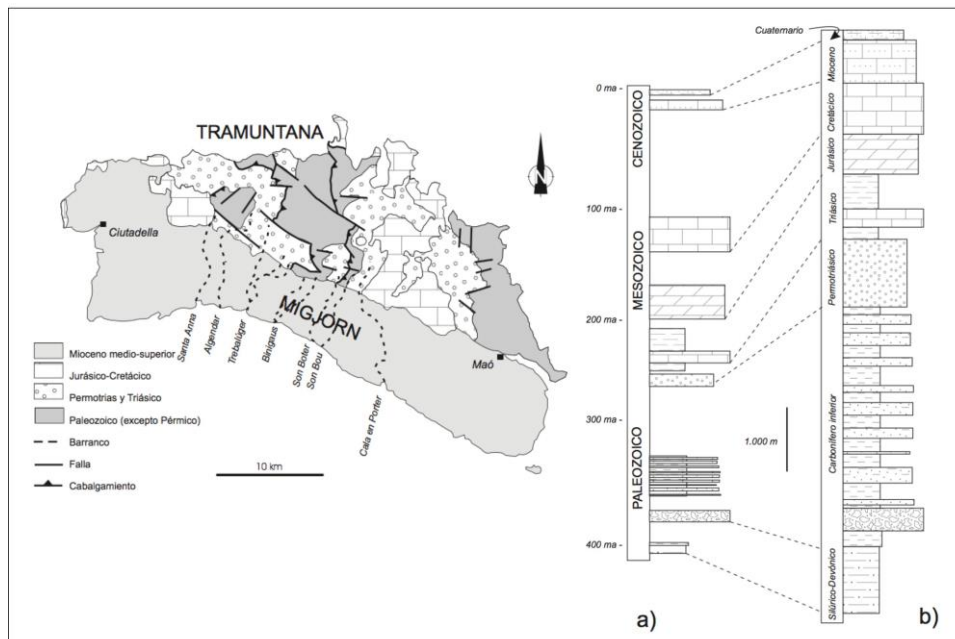 TRAMUNTANA
N
Ciutadella
MIGJORN
Maó
Santa Anna
Algendar
Trebalúger
Binigaus
Son Boter
Son Bou
Cala en Porter
Mioceno medio-superior
Jurásico-Cretácico
Permotrias y Triásico
Paleozoico (excepto Pérmico)
Barranco
Falla
Cabalgamiento
10 km
0 ma
100 ma
200 ma
300 ma
400 ma
CENOZOICO
MESOZOICO
PALEOZOICO
a)
1.000 m
Cuaternario
Mioceno
Cretácico
Jurásico
Triásico
Permotriásico
Carbonífero inferior
Silúrico-Devónico
b)